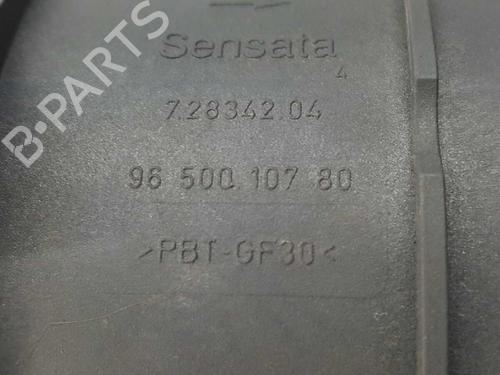 B-PARTS
Sensata
4
7.28342.04
96 500 107 80
>PBT-GF30<